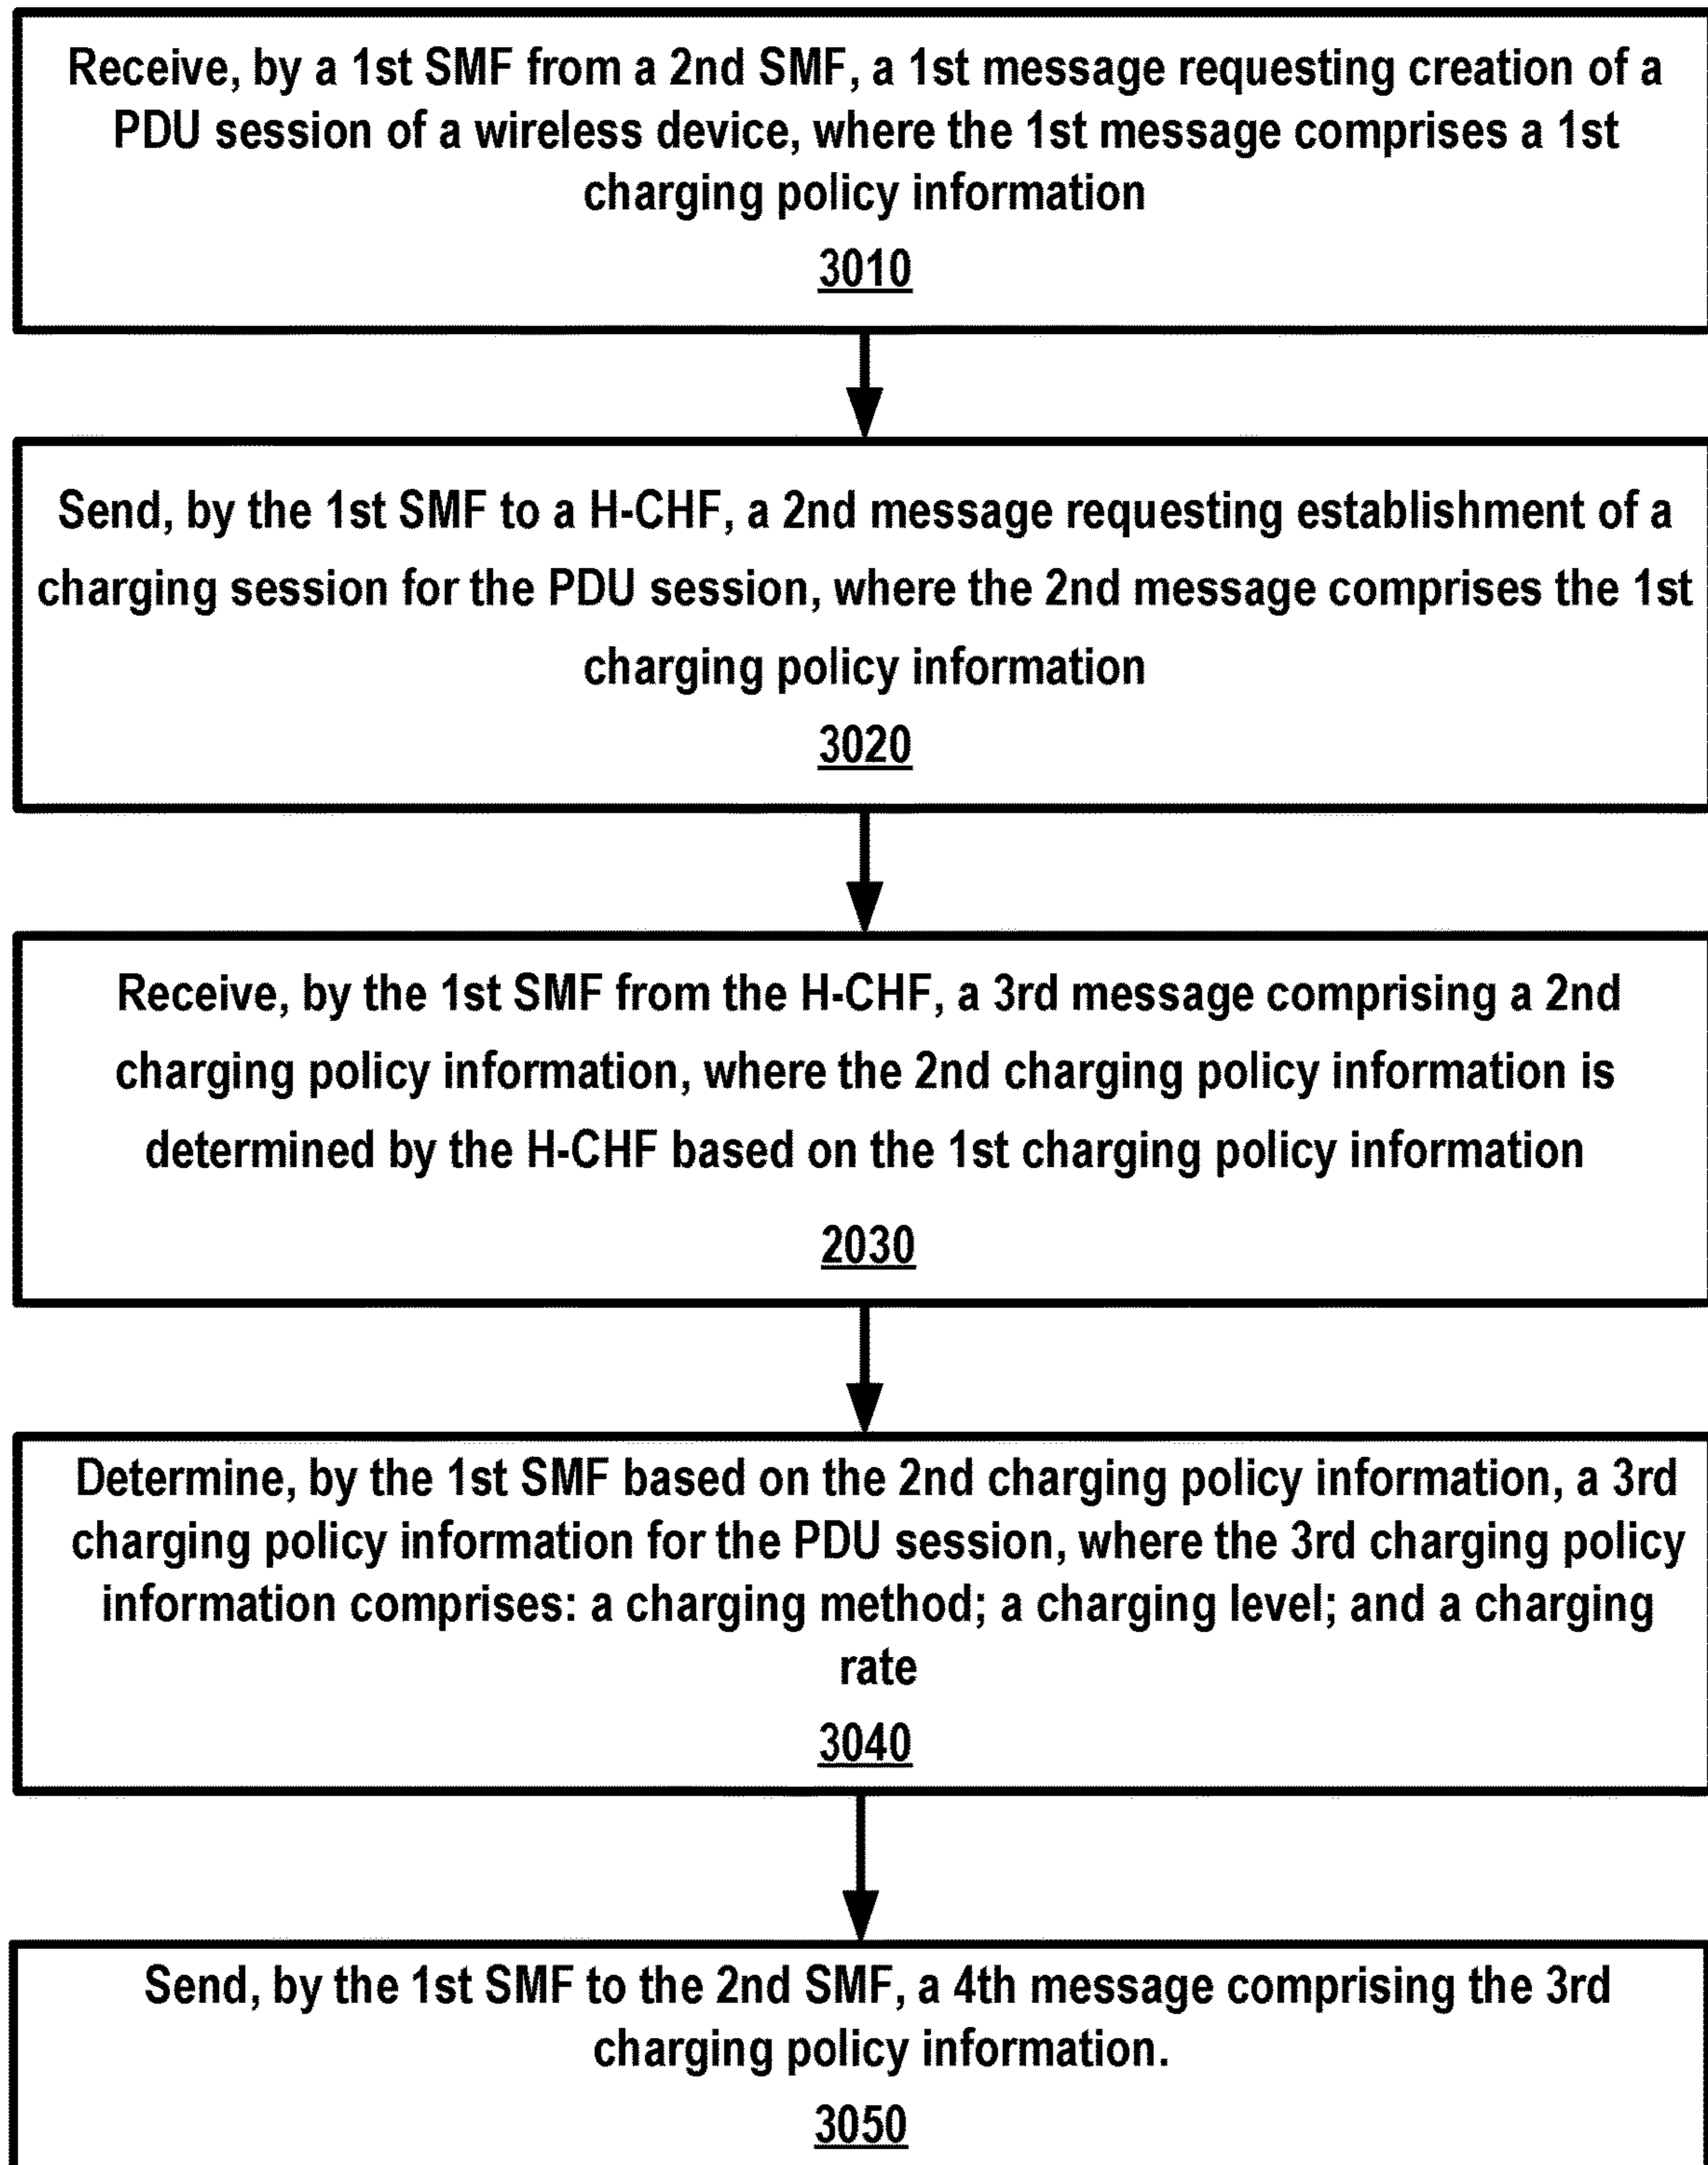 Receive, by a 1st SMF from a 2nd SMF, a 1st message requesting creation of a
PDU session of a wireless device, where the 1st message comprises a 1st
charging policy information
3010
Send, by the 1st SMF to a H-CHF, a 2nd message requesting establishment of a
charging session for the PDU session, where the 2nd message comprises the 1st
charging policy information
3020
Receive, by the 1st SMF from the H-CHF, a 3rd message comprising a 2nd
charging policy information, where the 2nd charging policy information is
determined by the H-CHF based on the 1st charging policy information
2030
Determine, by the 1st SMF based on the 2nd charging policy information, a 3rd
charging policy information for the PDU session, where the 3rd charging policy
information comprises: a charging method; a charging level; and a charging
rate
3040
Send, by the 1st SMF to the 2nd SMF, a 4th message comprising the 3rd
charging policy information.
3050